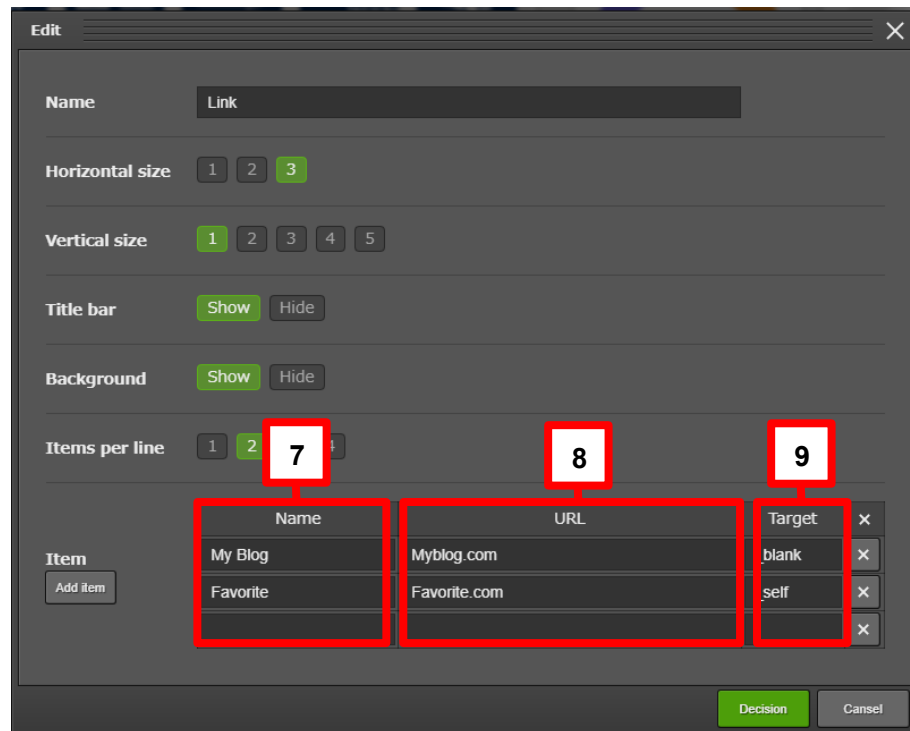 Edit
Name Link
Horizontal size 1 2 3
Vertical size 1 2 3 4 5
Title bar Show Hide
Background Show Hide
Items per line 1 2 4
7 8 9
Name URL Target ×
Item
Add item
My Blog Myblog.com _blank ×
Favorite Favorite.com _self ×
×
Decision Cansel